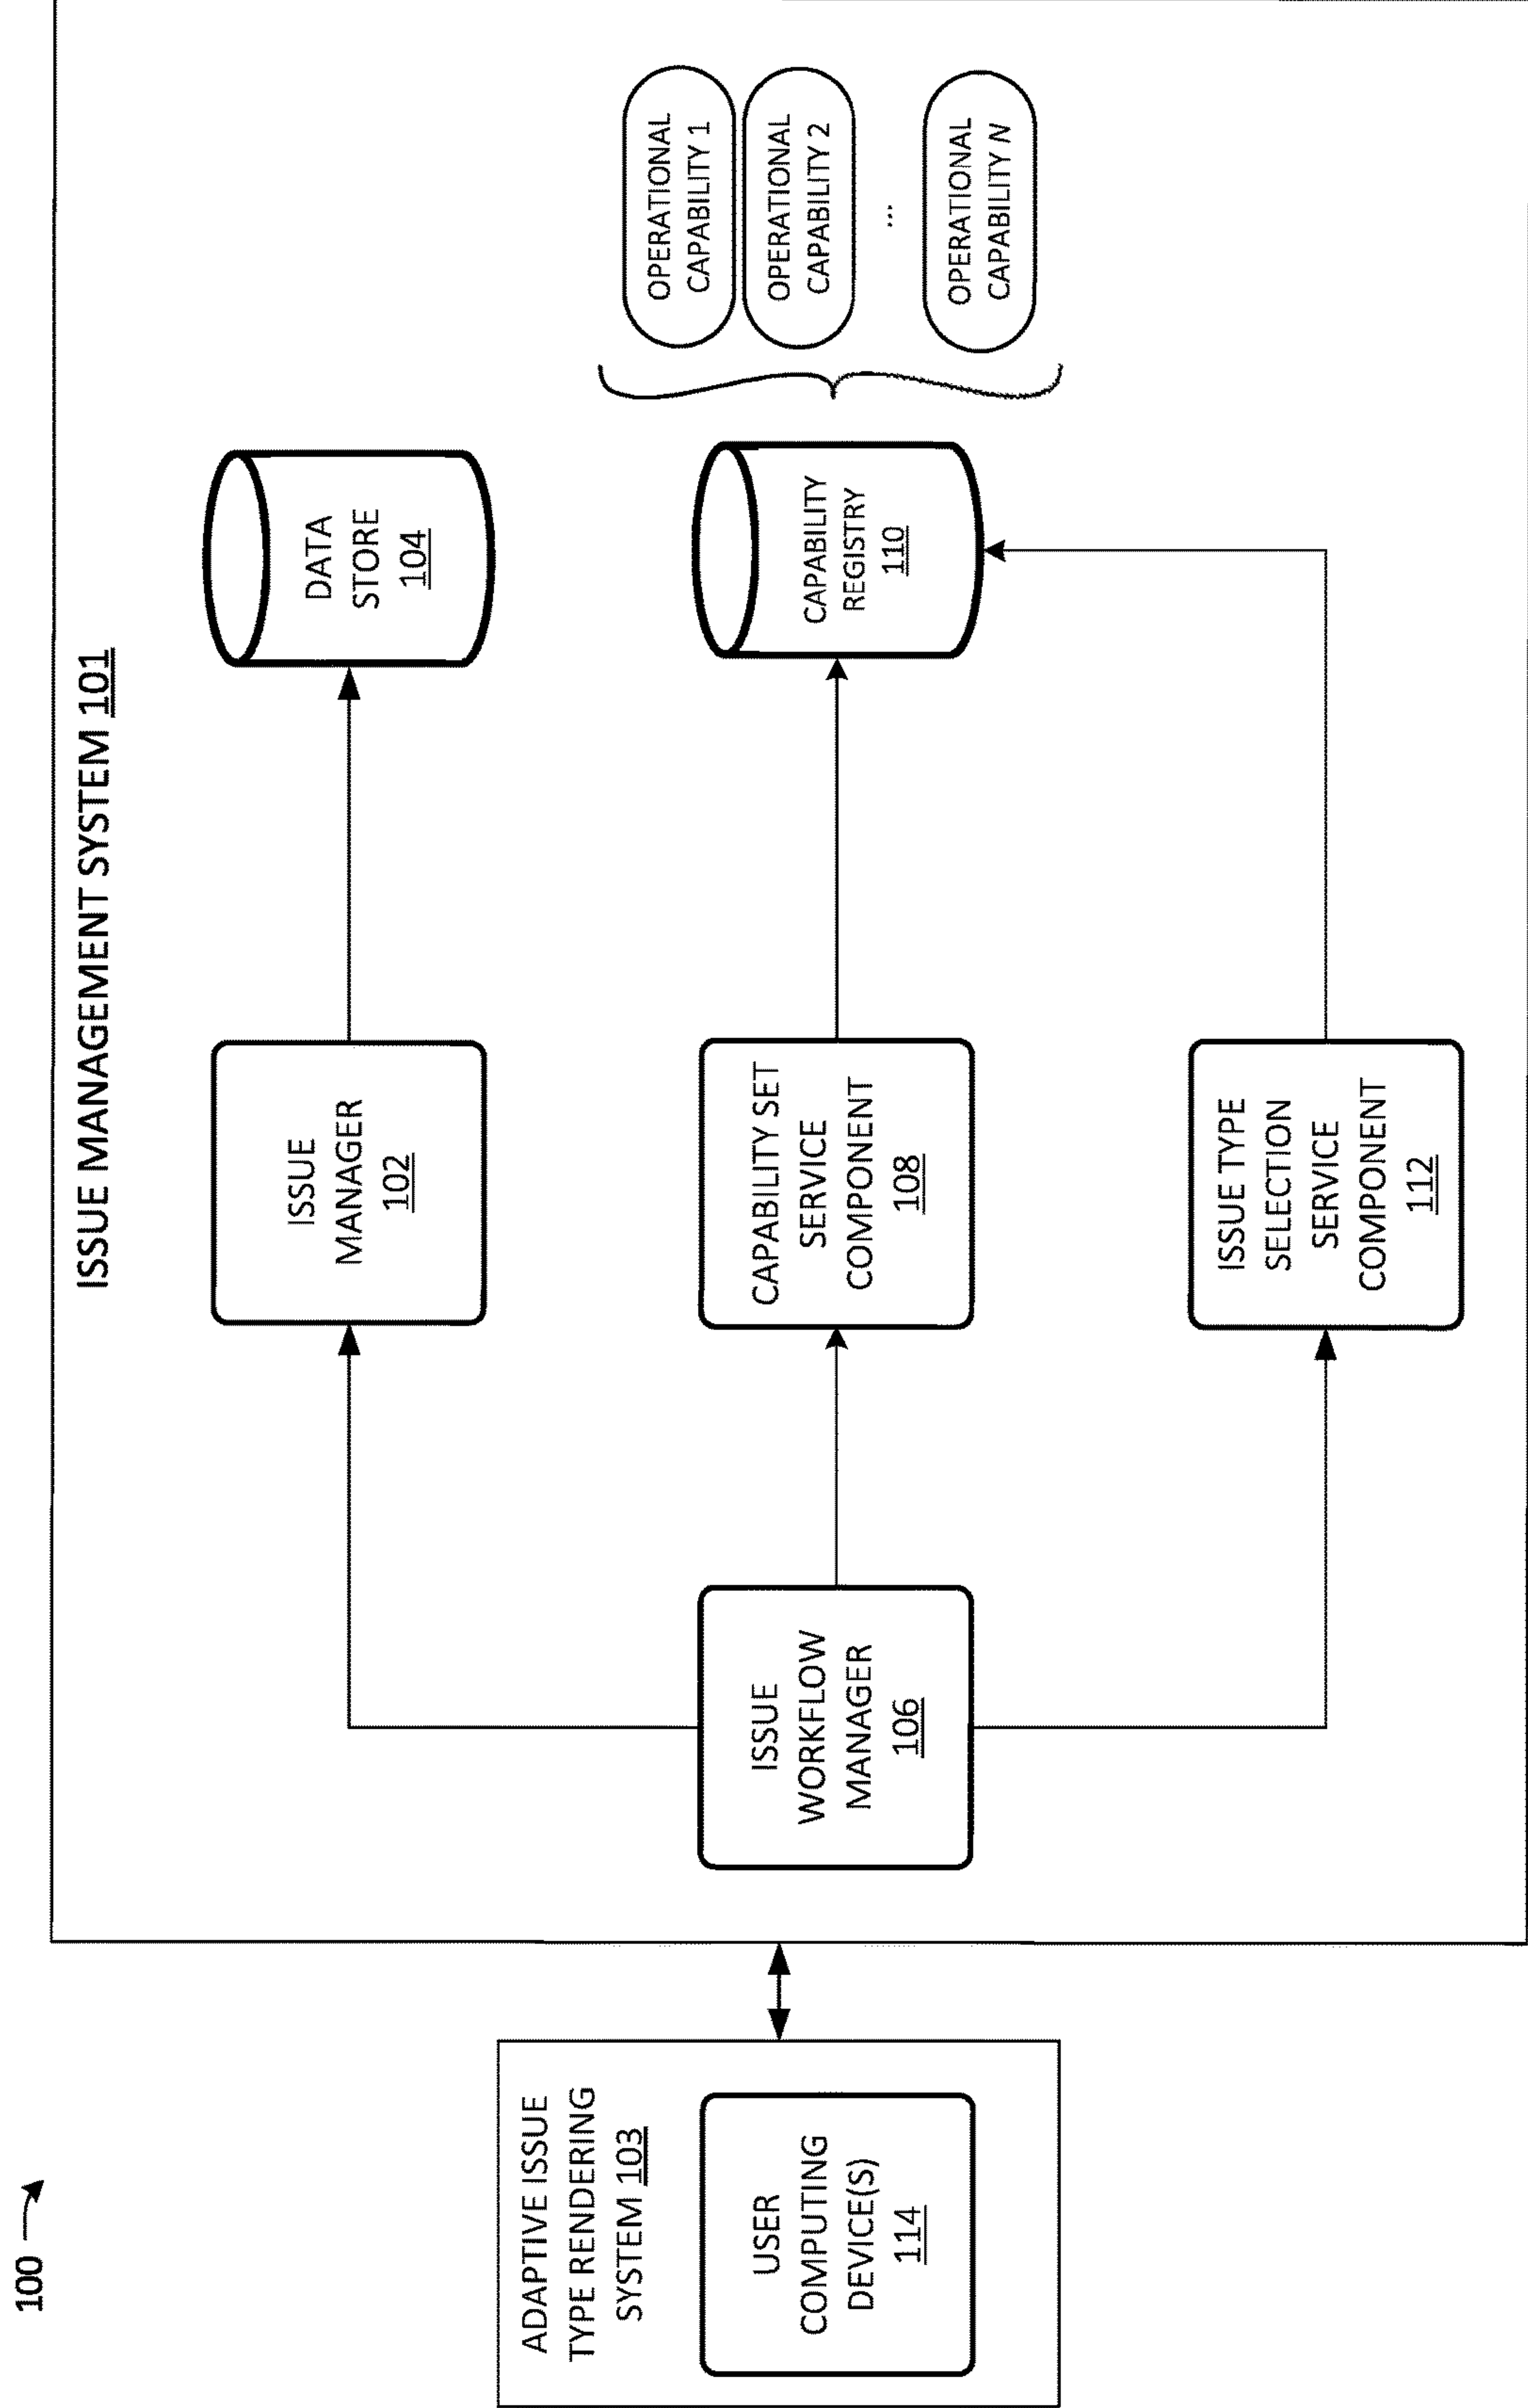 100
ISSUE MANAGEMENT SYSTEM 101
ADAPTIVE ISSUE
TYPE RENDERING
SYSTEM 103
USER
COMPUTING
DEVICE(S)
114
ISSUE
WORKFLOW
MANAGER
106
ISSUE
MANAGER
102
DATA
STORE
104
CAPABILITY SET
SERVICE
COMPONENT
108
CAPABILITY
REGISTRY
110
OPERATIONAL
CAPABILITY 1
OPERATIONAL
CAPABILITY 2
...
OPERATIONAL
CAPABILITY N
ISSUE TYPE
SELECTION
SERVICE
COMPONENT
112